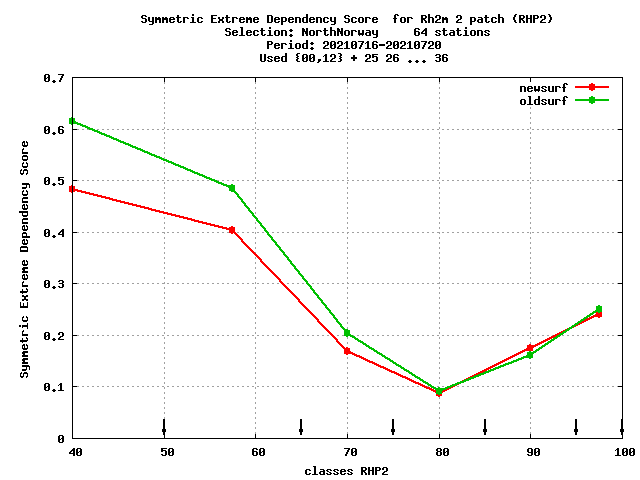 Symmetric Extreme Dependency Score  for Rh2m 2 patch (RHP2)
Selection: NorthNorway     64 stations
Period: 20210716-20210720
Used {00,12} + 25 26 ... 36
newsurf
oldsurf
Symmetric Extreme Dependency Score
0.7
0.6
0.5
0.4
0.3
0.2
0.1
0
40 50 60 70 80 90 100
classes RHP2